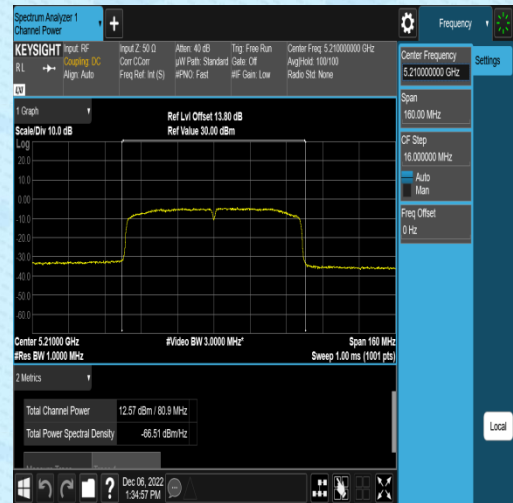 Spectrum Analyzer 1
Channel Power
Frequency
KEYSIGHT
R L
Input: RF
Coupling: DC
Align: Auto
Input Z: 50 Ω
Corr CCorr
Freq Ref: Int (S)
Atten: 40 dB
µW Path: Standard
#PNO: Fast
Trig: Free Run
Gate: Off
#IF Gain: Low
Center Freq: 5.210000000 GHz
Avg|Hold: 100/100
Radio Std: None
Center Frequency
5.210000000 GHz
Settings
Span
160.00 MHz
CF Step
16.000000 MHz
Auto
Man
Freq Offset
0 Hz
Local
1 Graph
Scale/Div 10.0 dB
Ref Lvl Offset 13.80 dB
Ref Value 30.00 dBm
Log
20.0
10.0
0.00
-10.0
-20.0
-30.0
-40.0
-50.0
-60.0
Center 5.21000 GHz
#Video BW 3.0000 MHz*
Span 160 MHz
#Res BW 1.0000 MHz
Sweep 1.00 ms (1001 pts)
2 Metrics
Total Channel Power 12.57 dBm / 80.9 MHz
Total Power Spectral Density -66.51 dBm/Hz
Dec 06, 2022
1:34:57 PM